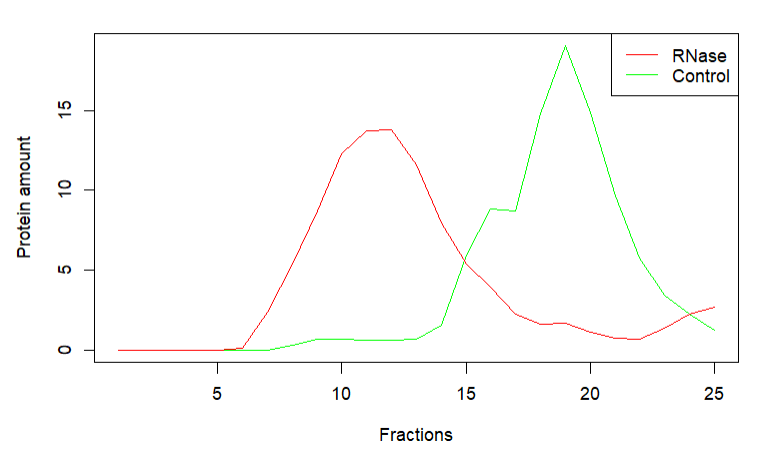 RNase
Control
Protein amount
15
10
5
0
5 10 15 20 25
Fractions